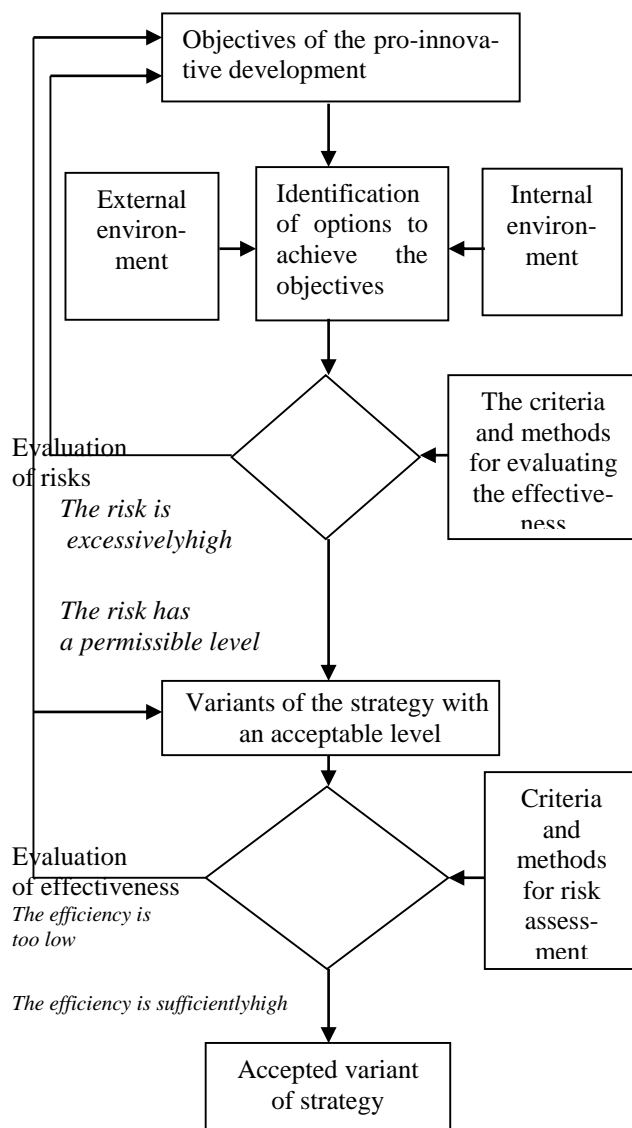 Objectives of the pro-innova-
tive development
External
environ-
ment
Identification
of options to
achieve the
objectives
Internal
environ-
ment
The criteria
and methods
for evaluating
the effective-
ness
Evaluation
of risks
The risk is
excessivelyhigh
The risk has
a permissible level
Variants of the strategy with
an acceptable level
Criteria
and
methods
for risk
assess-
ment
Evaluation
of effectiveness
The efficiency is
too low
The efficiency is sufficientlyhigh
Accepted variant
of strategy